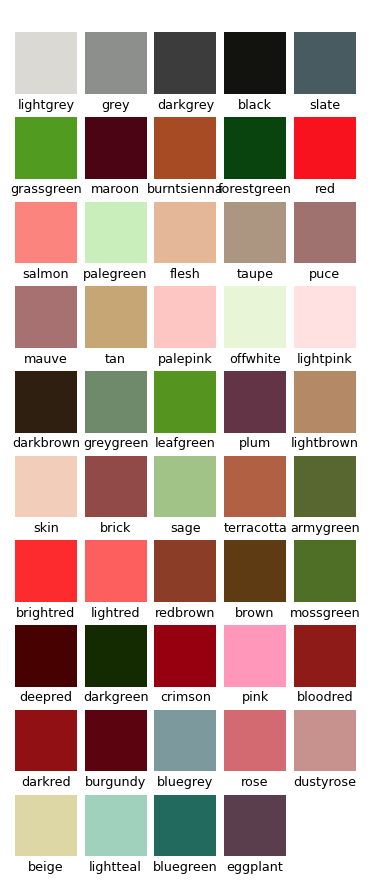 lightgrey grey darkgrey black slate
grassgreen maroon burntsienna forestgreen red
salmon palegreen flesh taupe puce
mauve tan palepink offwhite lightpink
darkbrown greygreen leafgreen plum lightbrown
skin brick sage terracotta armygreen
brightred lightred redbrown brown mossgreen
deepred darkgreen crimson pink bloodred
darkred burgundy bluegrey rose dustyrose
beige lightteal bluegreen eggplant